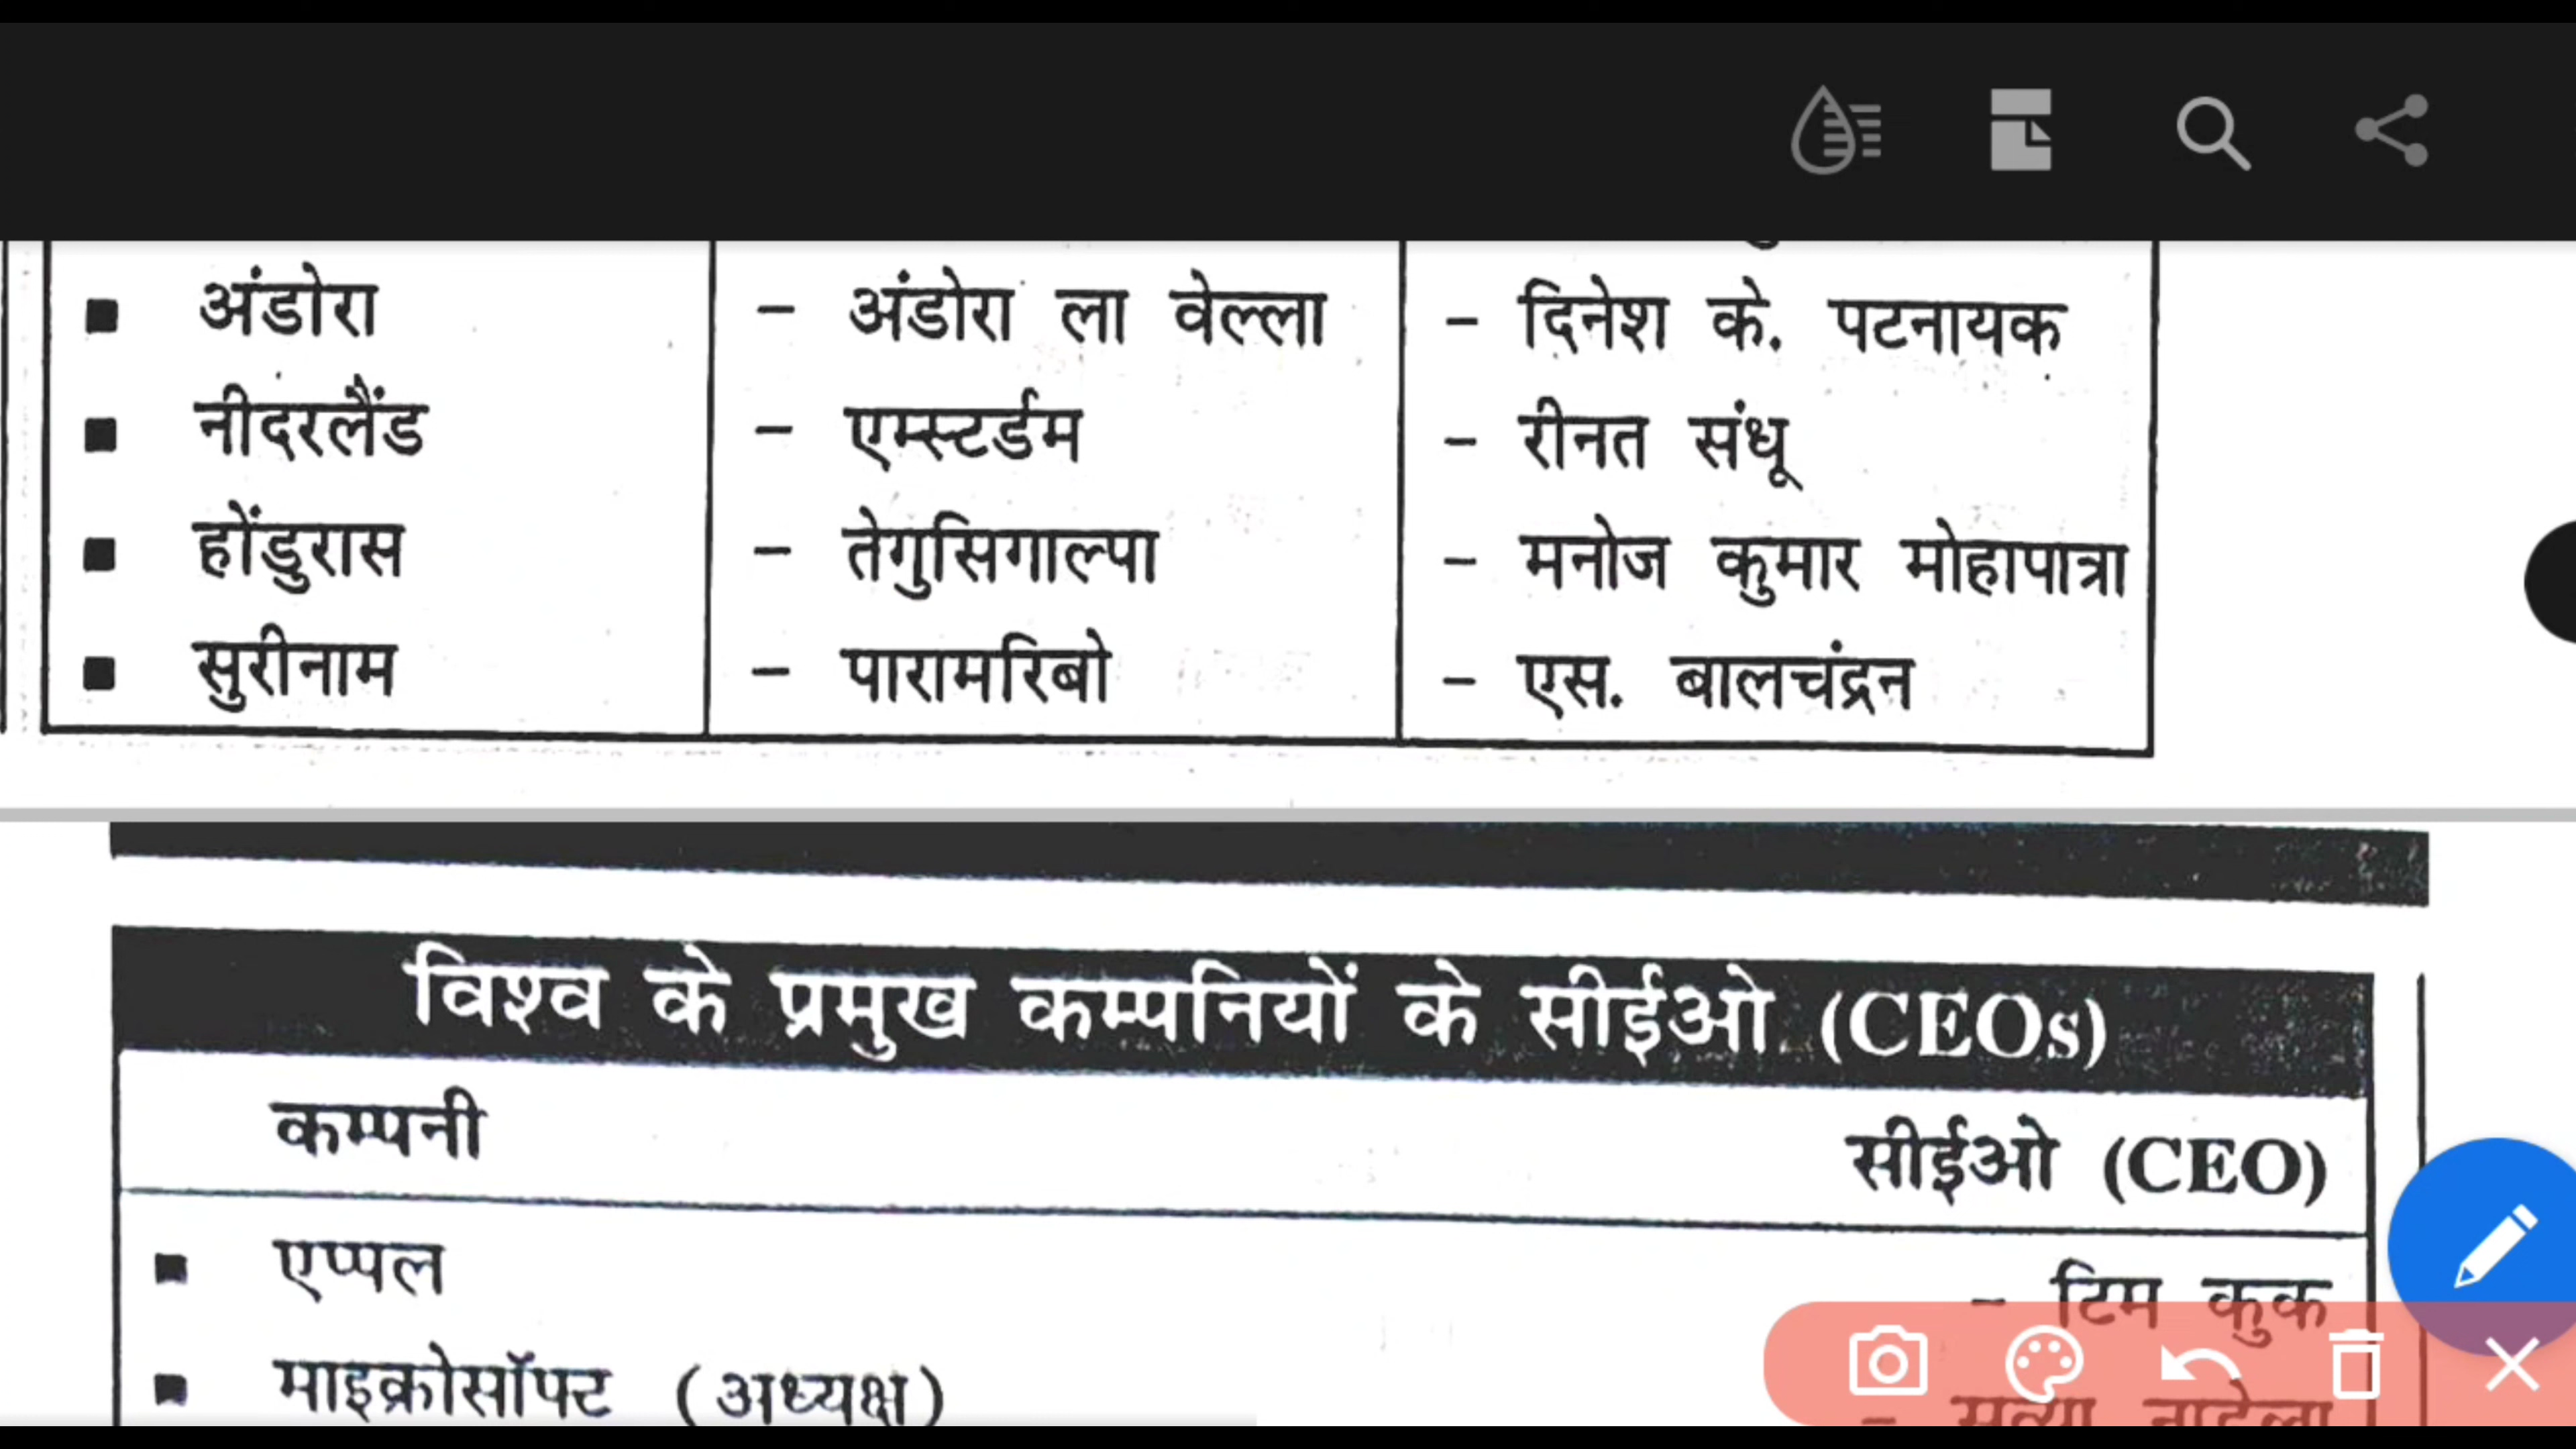 ■ अंडोरा – अंडोरा ला वेल्ला – दिनेश के. पटनायक
■ नीदरलैंड – एम्स्टर्डम – रीनत संधू
■ होंडुरास – तेगुसिगाल्पा – मनोज कुमार मोहापात्रा
■ सुरीनाम – पारामरिबो – एस. बालचंद्रन
विश्व के प्रमुख कम्पनियों के सीईओ (CEOs)
कम्पनी सीईओ (CEO)
■ एप्पल – टिम कुक
■ माइक्रोसॉफ्ट (अध्यक्ष) – सत्या नाडेला